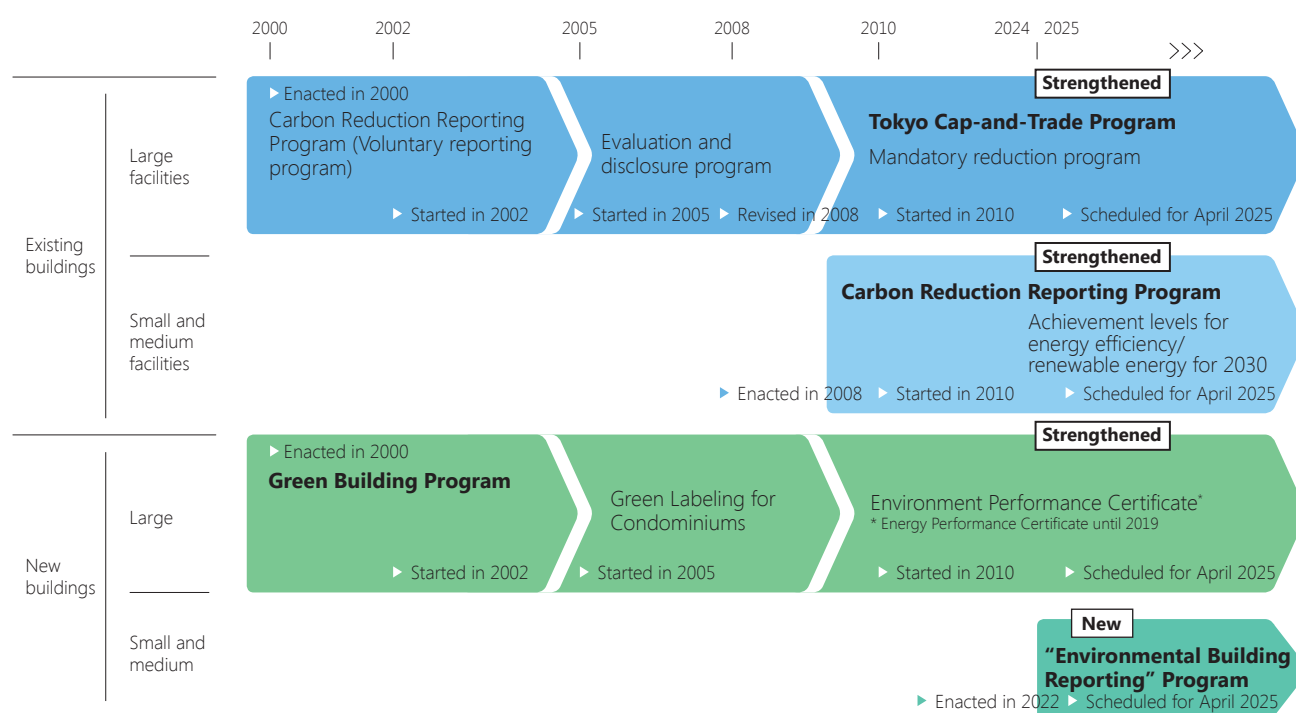 2000
2002
2005
2008
2010
2024
2025
Existing
buildings
Large
facilities
Enacted in 2000
Carbon Reduction Reporting
Program (Voluntary reporting
program)
Started in 2002
Evaluation and
disclosure program
Started in 2005
Revised in 2008
Strengthened
Tokyo Cap-and-Trade Program
Mandatory reduction program
Started in 2010
Scheduled for April 2025
Small and
medium
facilities
Strengthened
Carbon Reduction Reporting Program
Achievement levels for
energy efficiency/
renewable energy for 2030
Enacted in 2008
Started in 2010
Scheduled for April 2025
New
buildings
Large
Enacted in 2000
Green Building Program
Started in 2002
Green Labeling for
Condominiums
Started in 2005
Strengthened
Environment Performance Certificate*
* Energy Performance Certificate until 2019
Started in 2010
Scheduled for April 2025
Small and
medium
New
“Environmental Building
Reporting” Program
Enacted in 2022
Scheduled for April 2025